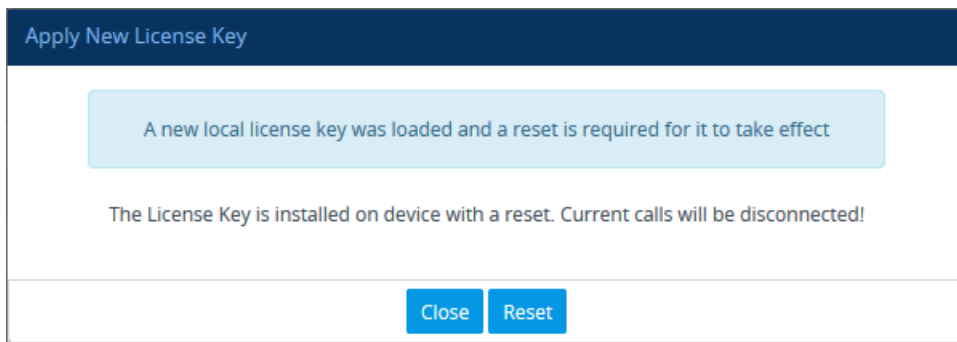 Apply New License Key
A new local license key was loaded and a reset is required for it to take effect
The License Key is installed on device with a reset. Current calls will be disconnected!
Close Reset